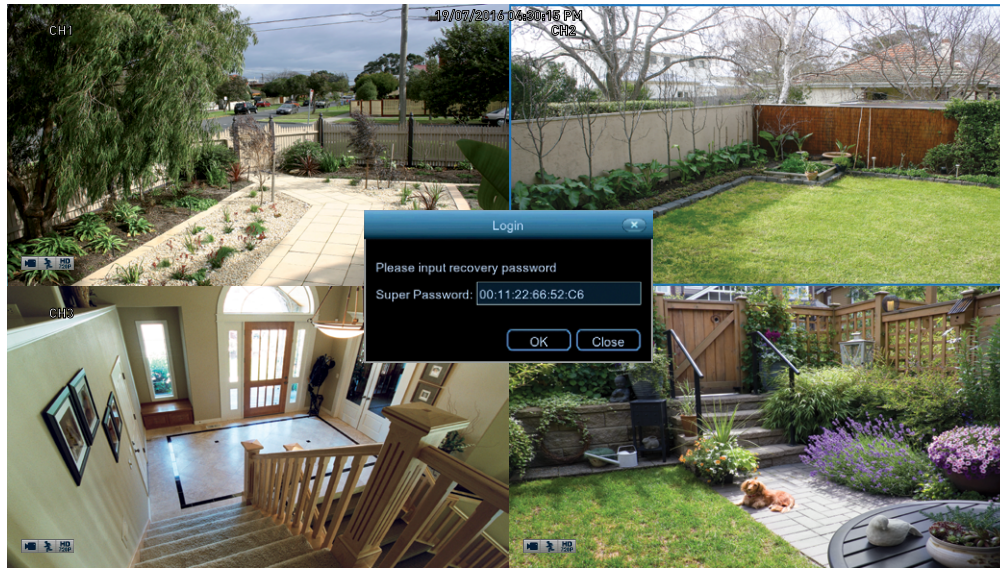 19/07/2016 04:30:15 PM
CH1
CH2
Login
Please input recovery password
Super Password: 00:11:22:66:52:C6
OK Close
HD
720P
CH3
HD
720P
HD
720P